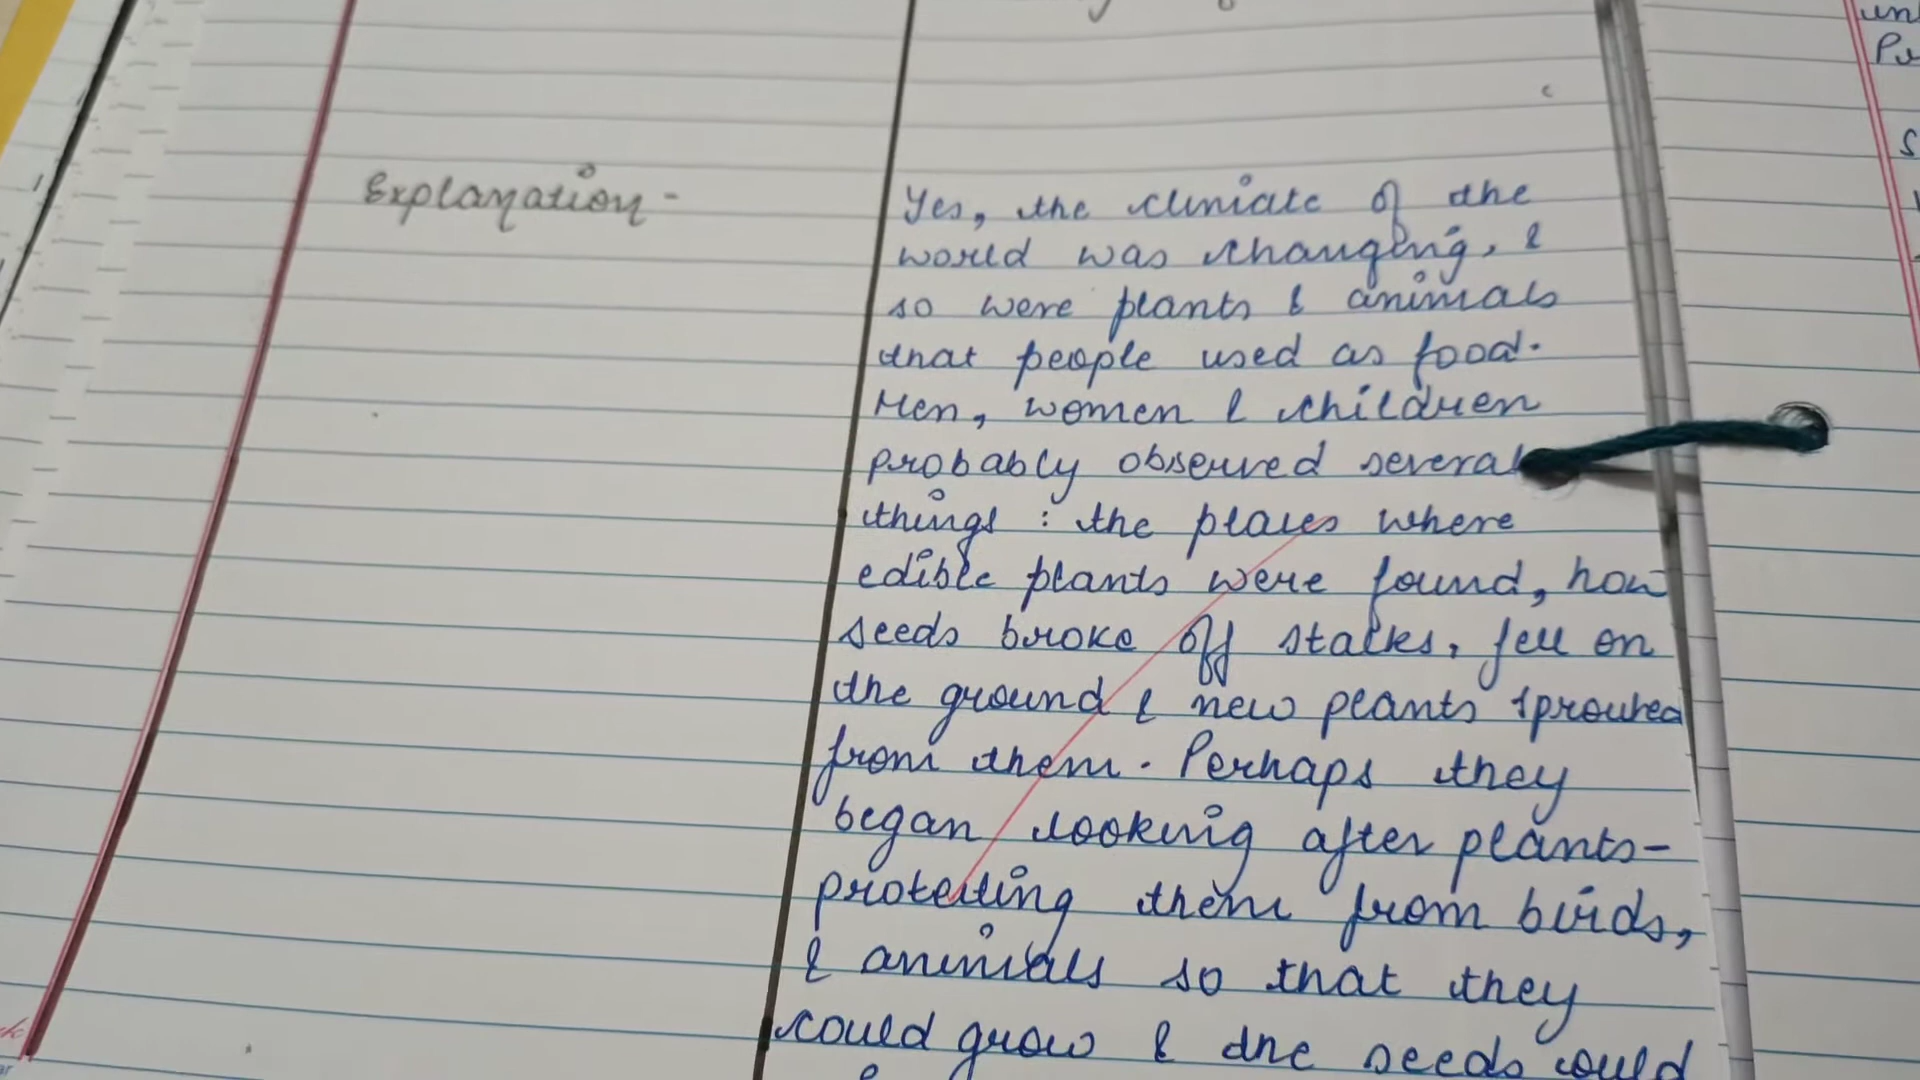 Explanation -
Yes, the climate of the
world was changing, &
so were plants & animals
that people used as food.
Men, women & children
probably observed several
things : the places where
edible plants were found, how
seeds broke off stalks, fell on
the ground & new plants sprouted
from them. Perhaps they
began looking after plants-
protecting them from birds,
& animals so that they
could grow & the seeds could